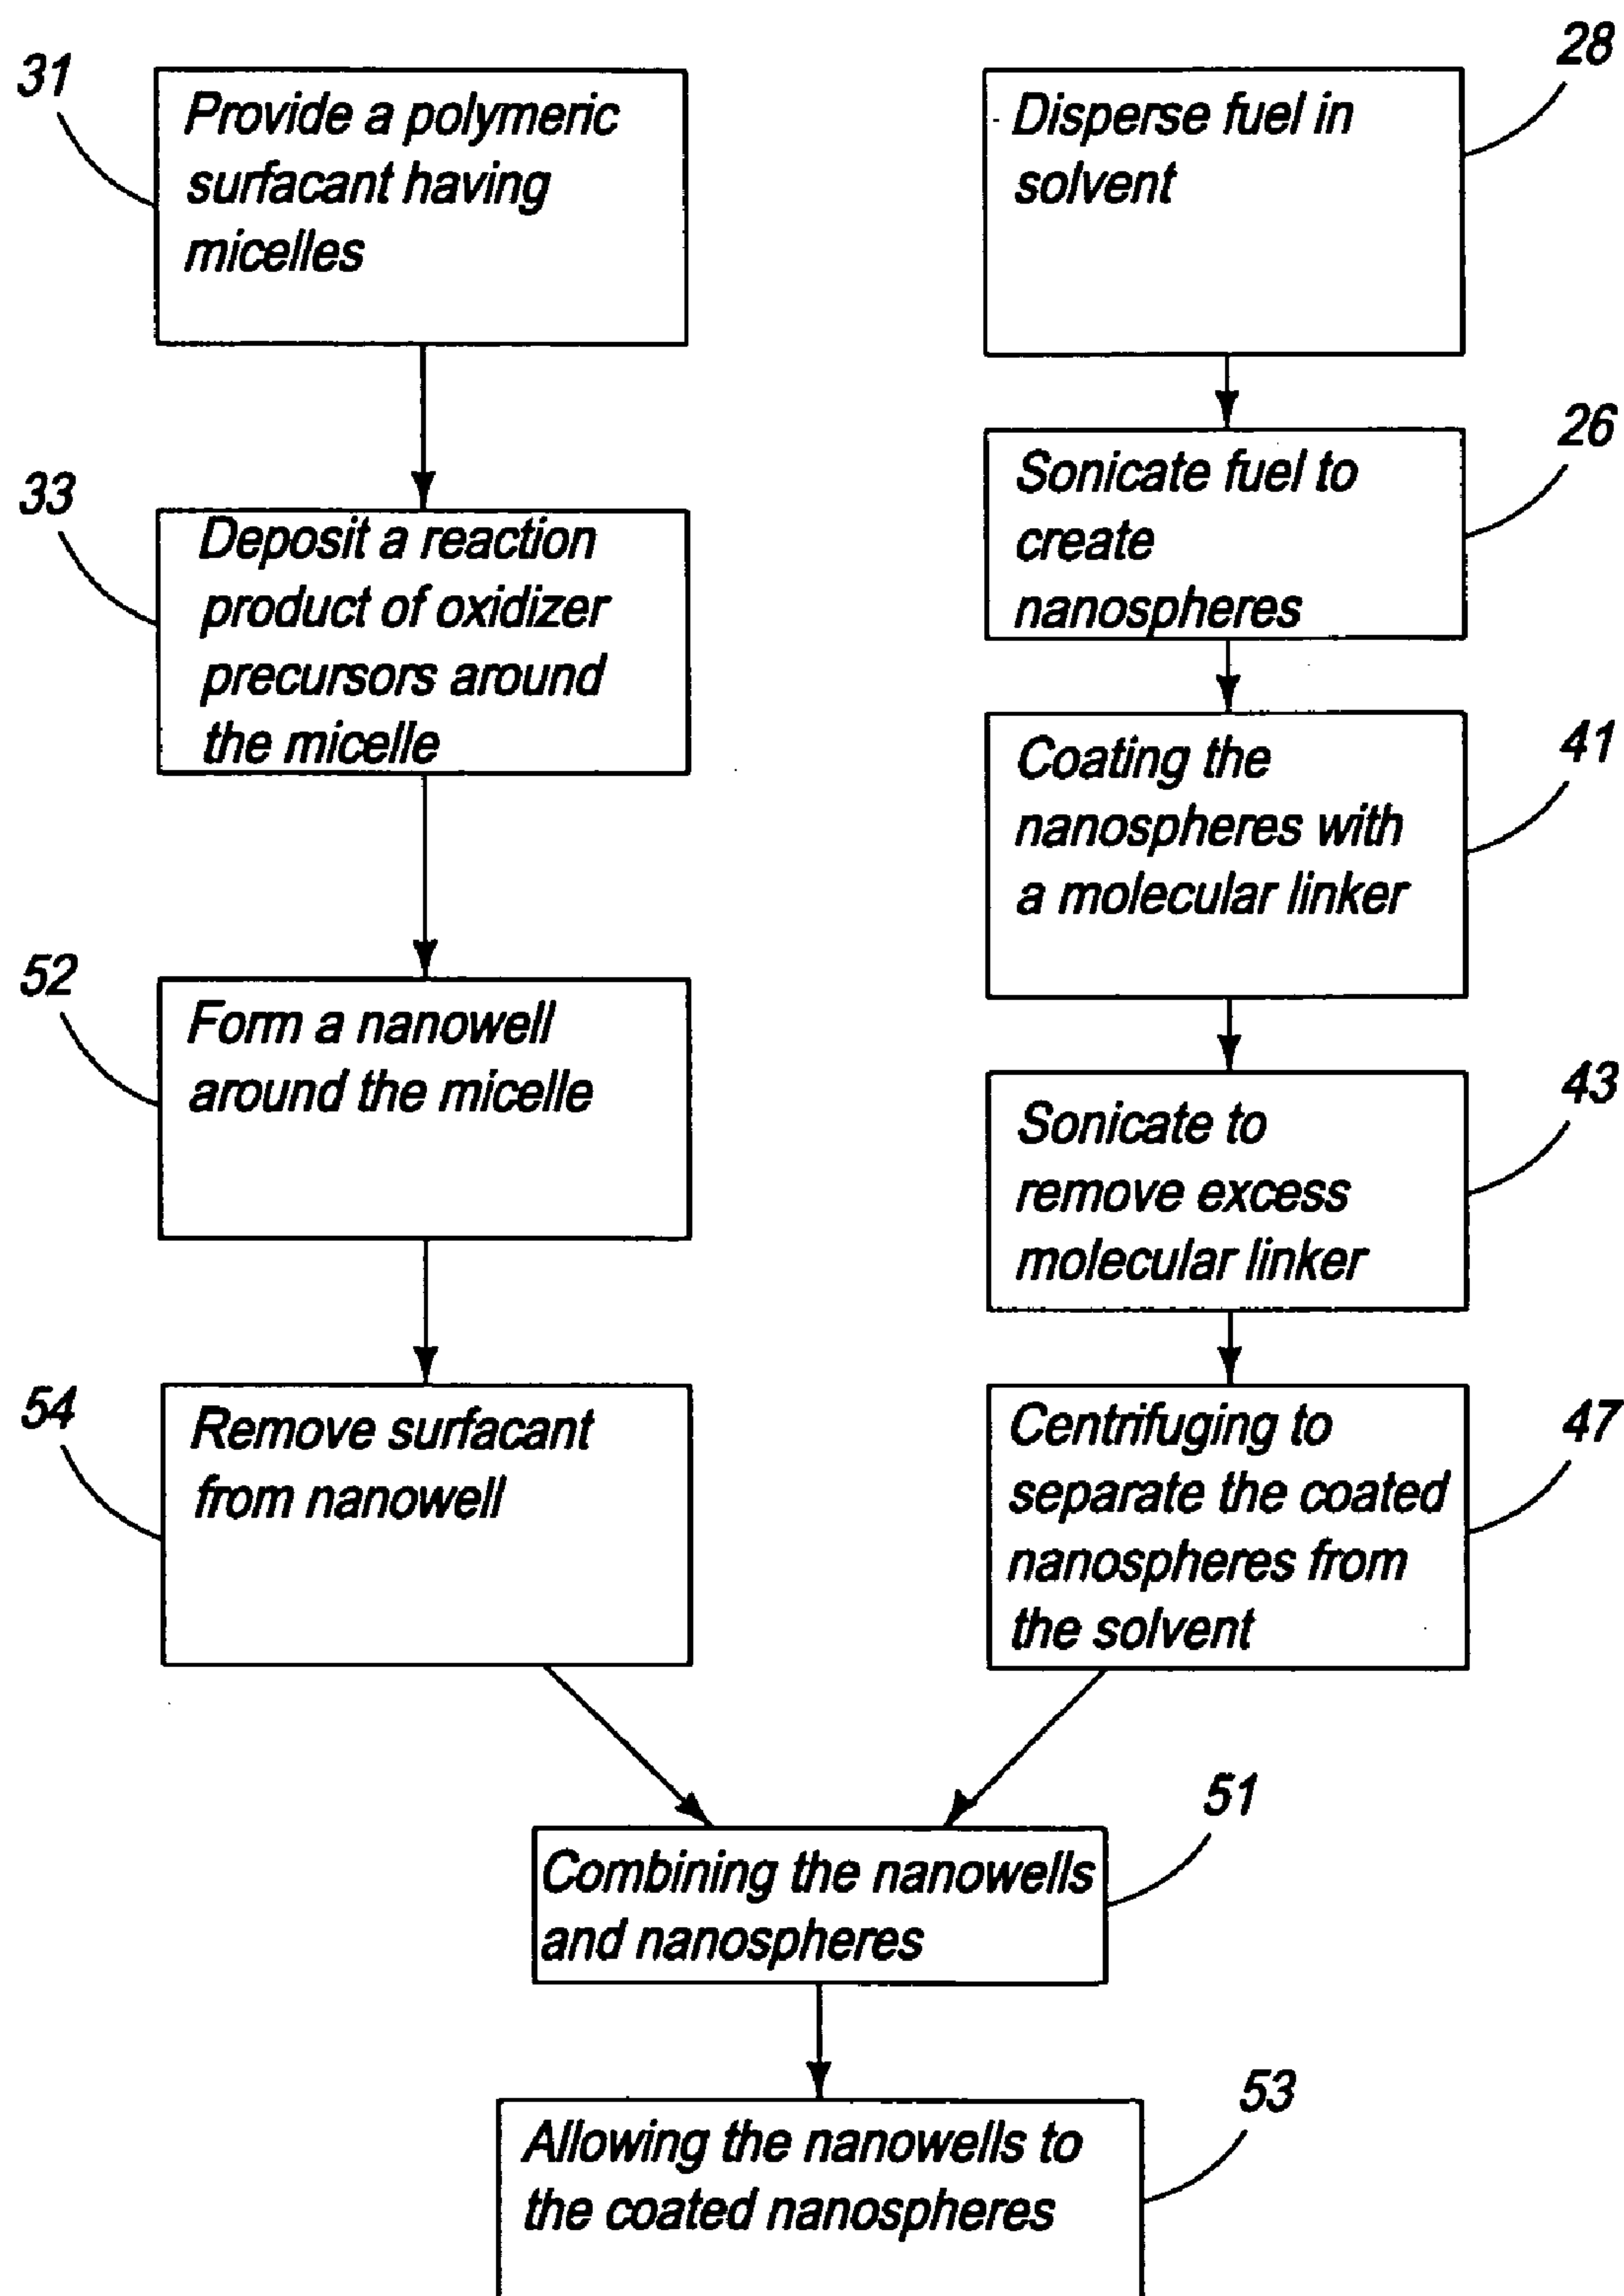 31
Provide a polymeric
surfacant having
micelles
33
Deposit a reaction
product of oxidizer
precursors around
the micelle
52
Form a nanowell
around the micelle
54
Remove surfacant
from nanowell
28
Disperse fuel in
solvent
26
Sonicate fuel to
create
nanospheres
41
Coating the
nanospheres with
a molecular linker
43
Sonicate to
remove excess
molecular linker
47
Centrifuging to
separate the coated
nanospheres from
the solvent
51
Combining the nanowells
and nanospheres
53
Allowing the nanowells to
the coated nanospheres